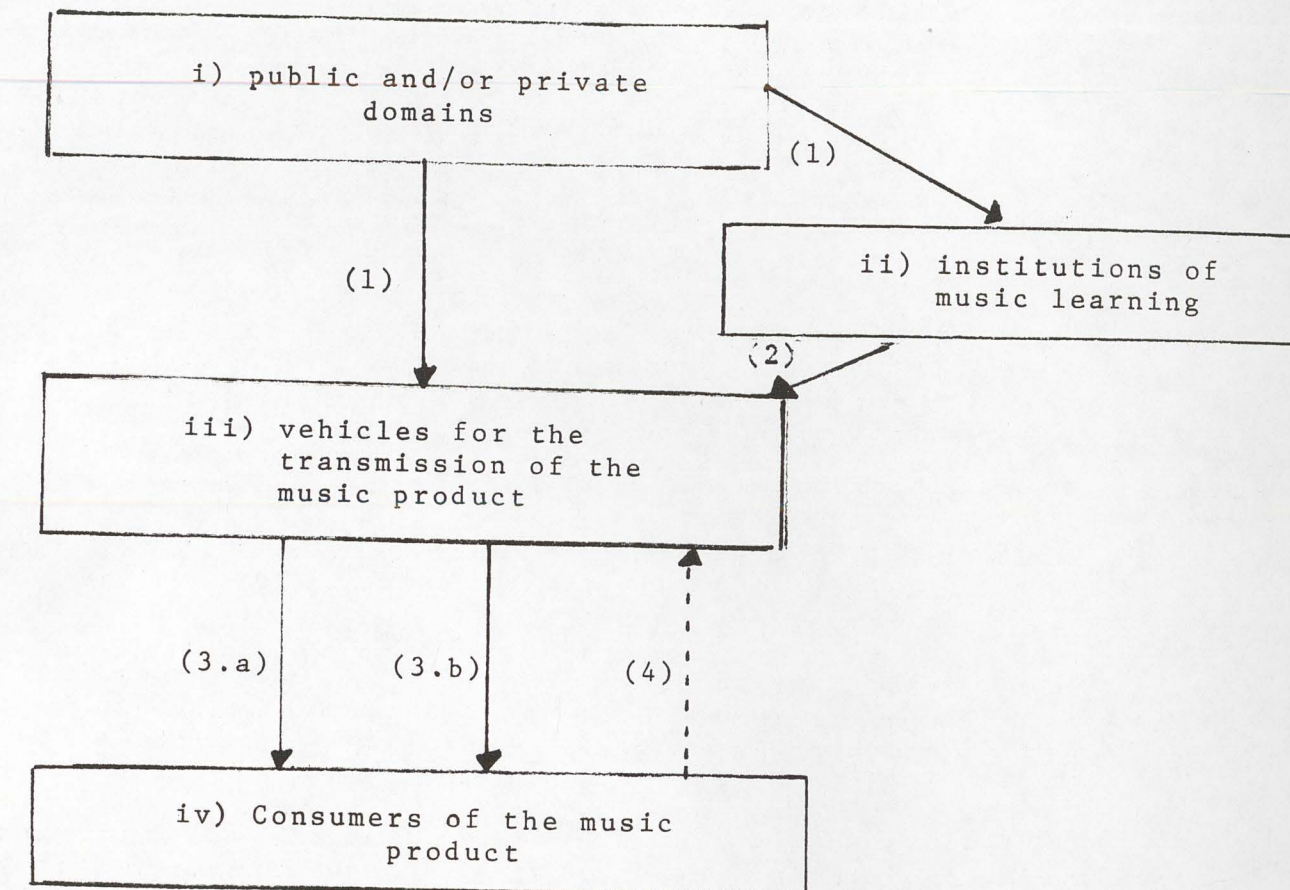 i) public and/or private
domains
(1)
(1)
ii) institutions of
music learning
(2)
iii) vehicles for the
transmission of the
music product
(3.a)
(3.b)
(4)
iv) Consumers of the music
product